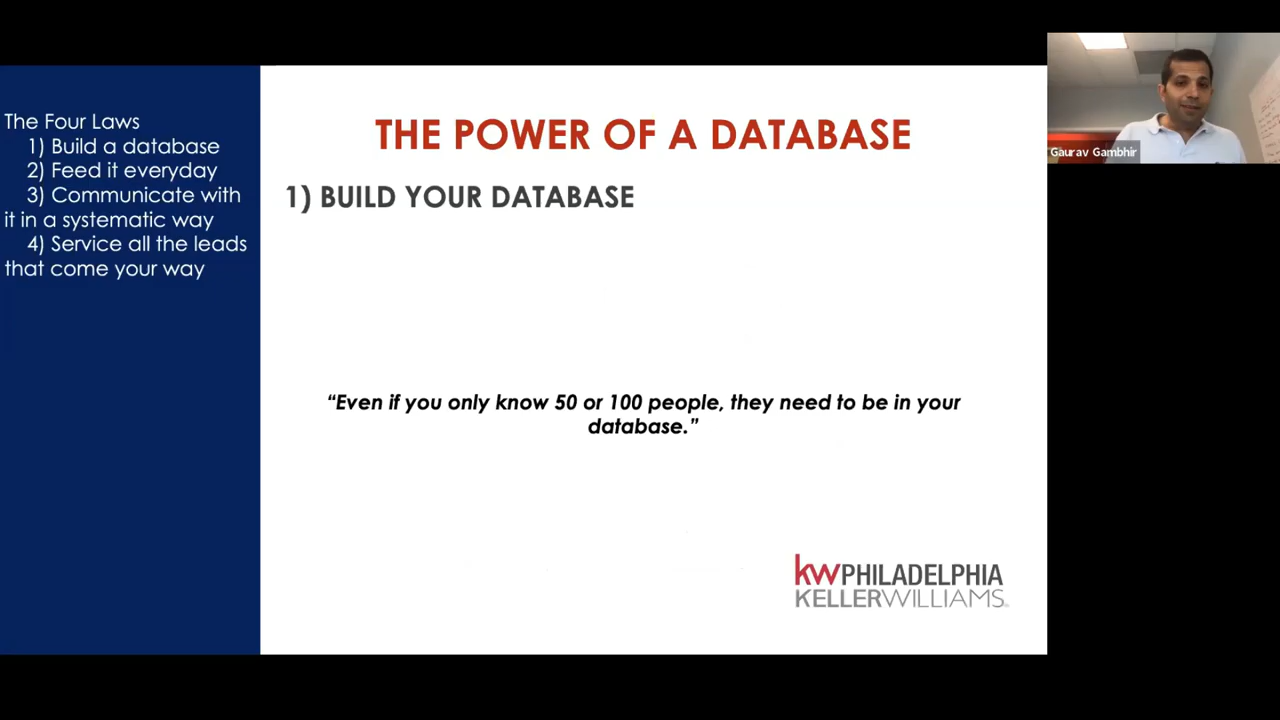 The Four Laws
1) Build a database
2) Feed it everyday
3) Communicate with
it in a systematic way
4) Service all the leads
that come your way
THE POWER OF A DATABASE
1) BUILD YOUR DATABASE
“Even if you only know 50 or 100 people, they need to be in your
database.”
kwPHILADELPHIA
KELLERWILLIAMS.
Gaurav Gambhir